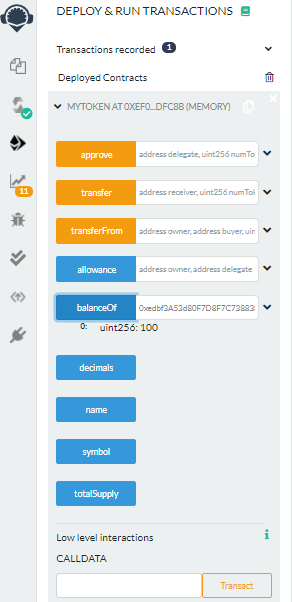 DEPLOY & RUN TRANSACTIONS
Transactions recorded 1
Deployed Contracts
MYTOKEN AT 0XEF0...DFC8B (MEMORY)
approve address delegate, uint256 numTo
transfer address receiver, uint256 numTo
transferFrom address owner, address buyer, uin
allowance address owner, address delegate
balanceOf 0xedbf3A53d80F7D8F7C73883
0: uint256: 100
decimals
name
symbol
totalSupply
Low level interactions
CALLDATA
Transact
11